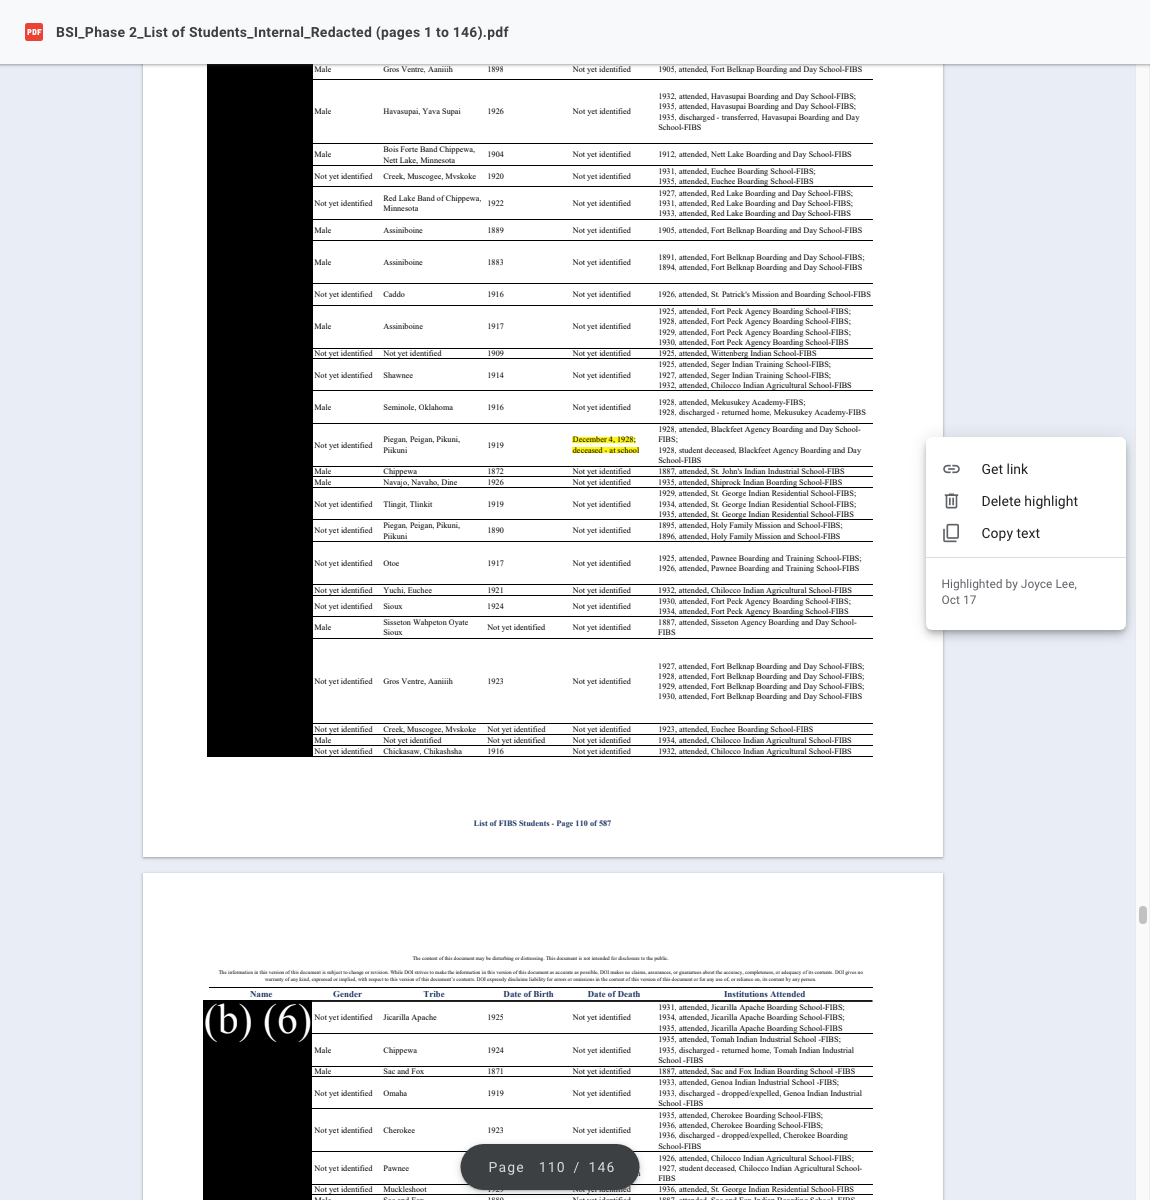 PDF BSI_Phase 2_List of Students_Internal_Redacted (pages 1 to 146).pdf
Male Gros Ventre, Aaniiih 1898 Not yet identified 1905, attended, Fort Belknap Boarding and Day School-FIBS
1932, attended, Havasupai Boarding and Day School-FIBS;
1935, attended, Havasupai Boarding and Day School-FIBS;
Male Havasupai, Yava Supai 1926 Not yet identified
1935, discharged - transferred, Havasupai Boarding and Day
School-FIBS
Bois Forte Band Chippewa,
Male 1904 Not yet identified 1912, attended, Nett Lake Boarding and Day School-FIBS
Nett Lake, Minnesota
1931, attended, Euchee Boarding School-FIBS;
Not yet identified Creek, Muscogee, Mvskoke 1920 Not yet identified
1935, attended, Euchee Boarding School-FIBS
1927, attended, Red Lake Boarding and Day School-FIBS;
Red Lake Band of Chippewa,
Not yet identified 1922 Not yet identified 1931, attended, Red Lake Boarding and Day School-FIBS;
Minnesota
1933, attended, Red Lake Boarding and Day School-FIBS
Male Assiniboine 1889 Not yet identified 1905, attended, Fort Belknap Boarding and Day School-FIBS
1891, attended, Fort Belknap Boarding and Day School-FIBS;
Male Assiniboine 1883 Not yet identified
1894, attended, Fort Belknap Boarding and Day School-FIBS
Not yet identified Caddo 1916 Not yet identified 1926, attended, St. Patrick's Mission and Boarding School-FIBS
1925, attended, Fort Peck Agency Boarding School-FIBS;
1928, attended, Fort Peck Agency Boarding School-FIBS;
Male Assiniboine 1917 Not yet identified
1929, attended, Fort Peck Agency Boarding School-FIBS;
1930, attended, Fort Peck Agency Boarding School-FIBS
Not yet identified Not yet identified 1909 Not yet identified 1925, attended, Wittenberg Indian School-FIBS
1925, attended, Seger Indian Training School-FIBS;
Not yet identified Shawnee 1914 Not yet identified 1927, attended, Seger Indian Training School-FIBS;
1932, attended, Chilocco Indian Agricultural School-FIBS
1928, attended, Mekusukey Academy-FIBS;
Male Seminole, Oklahoma 1916 Not yet identified
1928, discharge - returned home, Mekusukey Academy-FIBS
1928, attended, Blackfeet Agency Boarding and Day School-
Piegan, Peigan, Pikuni, December 4, 1928; FIBS;
Not yet identified 1919
Piikuni deceased - at school 1928, student deceased, Blackfeet Agency Boarding and Day
School-FIBS
Male Chippewa 1872 Not yet identified 1887, attended, St. John's Indian Industrial School-FIBS
Male Navajo, Navaho, Dine 1926 Not yet identified 1935, attended, Shiprock Indian Boarding School-FIBS
1929, attended, St. George Indian Residential School-FIBS;
Not yet identified Tlingit, Tlinkit 1919 Not yet identified 1934, attended, St. George Indian Residential School-FIBS;
1935, attended, St. George Indian Residential School-FIBS
Piegan, Peigan, Pikuni, 1895, attended, Holy Family Mission and School-FIBS;
Not yet identified 1890 Not yet identified
Piikuni 1896, attended, Holy Family Mission and School-FIBS
1925, attended, Pawnee Boarding and Training School-FIBS;
Not yet identified Otoe 1917 Not yet identified
1926, attended, Pawnee Boarding and Training School-FIBS
Not yet identified Yuchi, Euchee 1921 Not yet identified 1932, attended, Chilocco Indian Agricultural School-FIBS
1930, attended, Fort Peck Agency Boarding School-FIBS;
Not yet identified Sioux 1924 Not yet identified
1934, attended, Fort Peck Agency Boarding School-FIBS
Sisseton Wahpeton Oyate 1887, attended, Sisseton Agency Boarding and Day School-
Male Not yet identified Not yet identified
Sioux FIBS
1927, attended, Fort Belknap Boarding and Day School-FIBS;
1928, attended, Fort Belknap Boarding and Day School-FIBS;
Not yet identified Gros Ventre, Aaniiih 1923 Not yet identified
1929, attended, Fort Belknap Boarding and Day School-FIBS;
1930, attended, Fort Belknap Boarding and Day School-FIBS
Not yet identified Creek, Muscogee, Mvskoke Not yet identified Not yet identified 1923, attended, Euchee Boarding School-FIBS
Male Not yet identified Not yet identified Not yet identified 1934, attended, Chilocco Indian Agricultural School-FIBS
Not yet identified Chickasaw, Chikashsha 1916 Not yet identified 1932, attended, Chilocco Indian Agricultural School-FIBS
List of FIBS Students - Page 110 of 587
Get link
Delete highlight
Copy text
Highlighted by Joyce Lee,
Oct 17
The content of this document may be disturbing or distressing. This document is not intended for disclosure to the public.
The information in this version of this document is subject to change or revision. While DOI strives to make the information in this version of this document as accurate as possible, DOI makes no claims, assurances, or guarantees about the accuracy, completeness, or adequacy of its contents. DOI gives no
warranty of any kind, expressed or implied, with respect to this version of this document's contents. DOI expressly disclaims liability for errors or omissions in the content of this version of this document or for any use of, or reliance on, its content by any person.
Name Gender Tribe Date of Birth Date of Death Institutions Attended
(b) (6)
1931, attended, Jicarilla Apache Boarding School-FIBS;
Not yet identified Jicarilla Apache 1925 Not yet identified 1934, attended, Jicarilla Apache Boarding School-FIBS;
1935, attended, Jicarilla Apache Boarding School-FIBS
1935, attended, Tomah Indian Industrial School -FIBS;
Male Chippewa 1924 Not yet identified 1935, discharged - returned home, Tomah Indian Industrial
School -FIBS
Male Sac and Fox 1871 Not yet identified 1887, attended, Sac and Fox Indian Boarding School -FIBS
1933, attended, Genoa Indian Industrial School -FIBS;
Not yet identified Omaha 1919 Not yet identified 1933, discharge - dropped/expelled, Genoa Indian Industrial
School -FIBS
1935, attended, Cherokee Boarding School-FIBS;
1936, attended, Cherokee Boarding School-FIBS;
Not yet identified Cherokee 1923 Not yet identified
1936, discharged - dropped/expelled, Cherokee Boarding
School-FIBS
1926, attended, Chilocco Indian Agricultural School-FIBS;
Not yet identified Pawnee 1927, student deceased, Chilocco Indian Agricultural School-
FIBS
Not yet identified Muckleshoot 1936, attended, St. George Indian Residential School-FIBS
Page 110 / 146